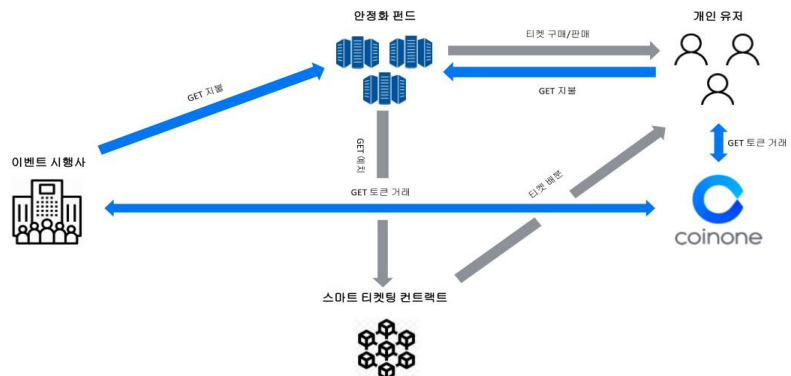 안정화 펀드
개인 유저
티켓 구매/판매
GET 지불
GET 지불
이벤트 시행사
GET 예치
GET 토큰 거래
티켓 배분
GET 토큰 거래
coinone
스마트 티켓팅 컨트랙트